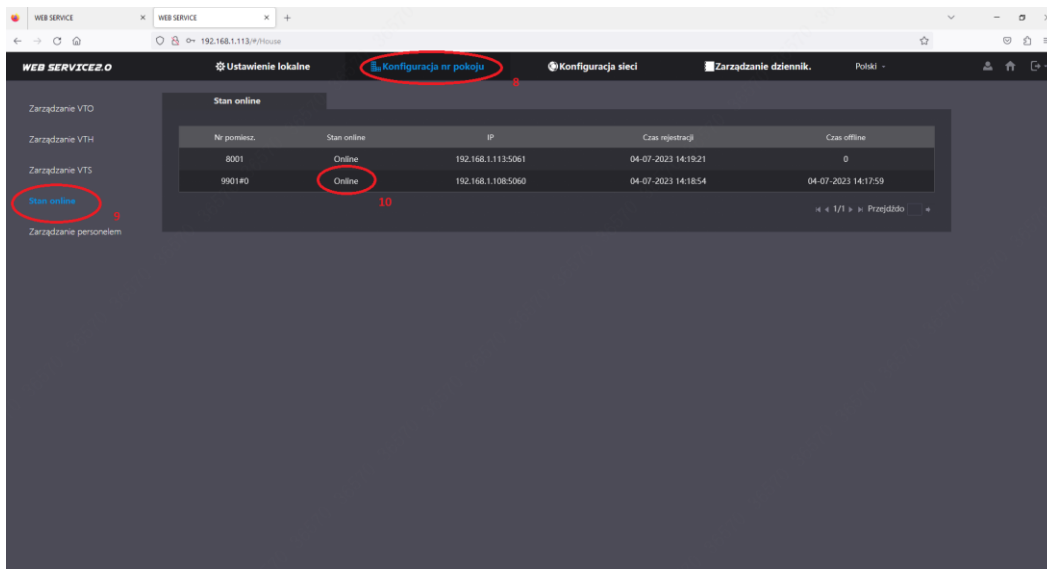 WEB SERVICE
WEB SERVICE
192.168.1.113/#/House
WEB SERVICE2.0 Ustawienie lokalne Konfiguracja nr pokoju Konfiguracja sieci Zarządzanie dziennik. Polski
8
Stan online
Zarządzanie VTO
Zarządzanie VTH
Zarządzanie VTS
Stan online
9
Zarządzanie personelem
Nr pomiesz. Stan online IP Czas rejestracji Czas offline
8001 Online 192.168.1.113:5061 04-07-2023 14:19:21 0
9901#0 Online 192.168.1.108:5060 04-07-2023 14:18:54 04-07-2023 14:17:59
10
1/1 Przejdźdo